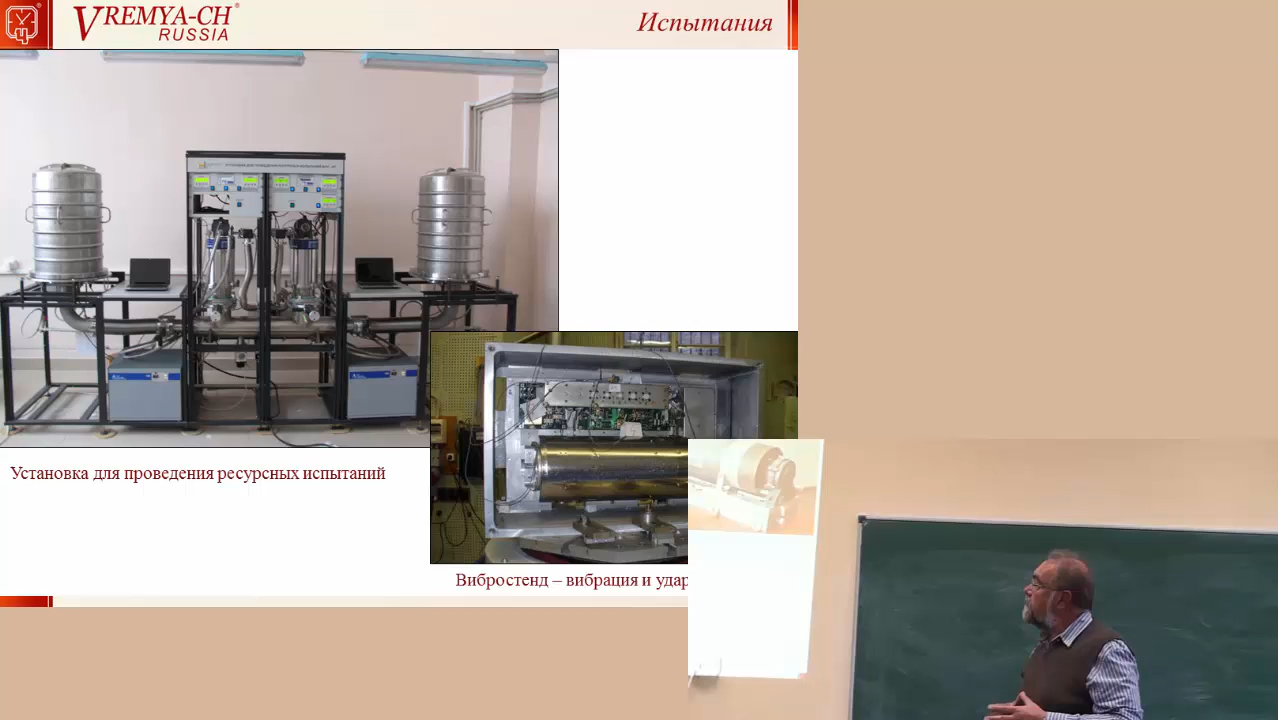 VREMYA-CH®
RUSSIA
Испытания
Установка для проведения ресурсных испытаний
Вибростенд – вибрация и удар